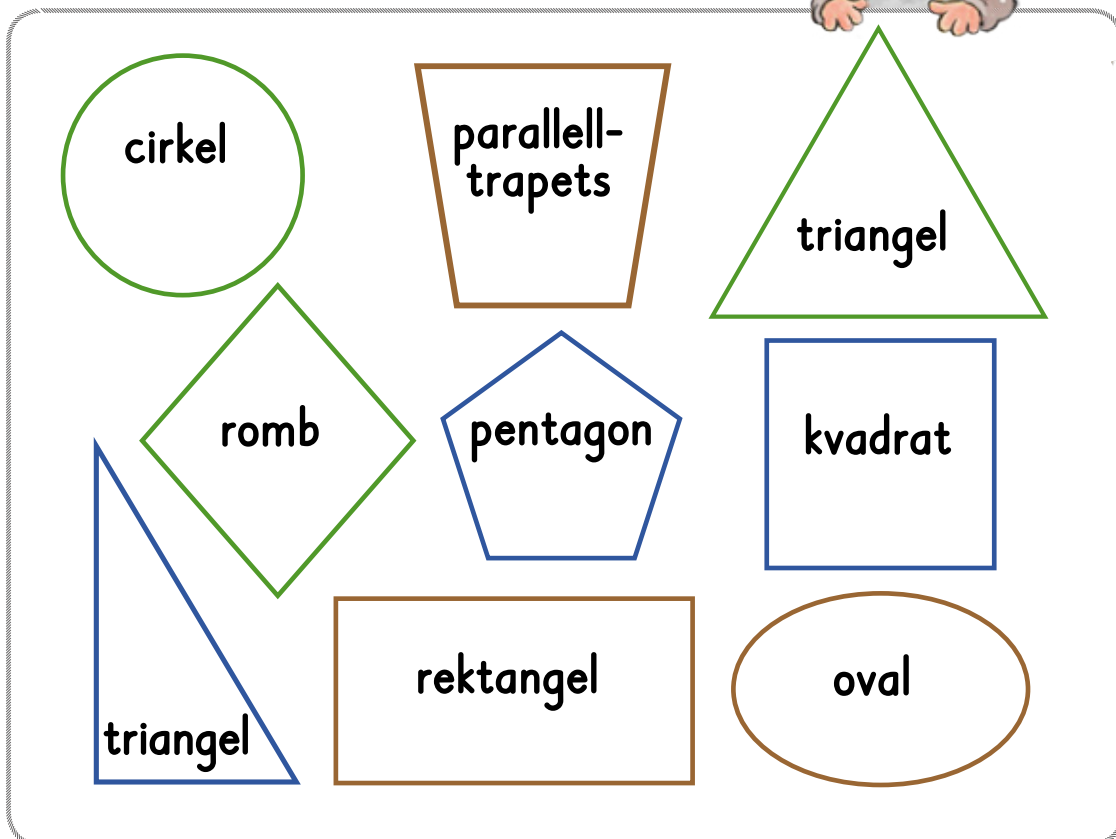 cirkel
parallell-
trapets
triangel
romb
pentagon
kvadrat
triangel
rektangel
oval